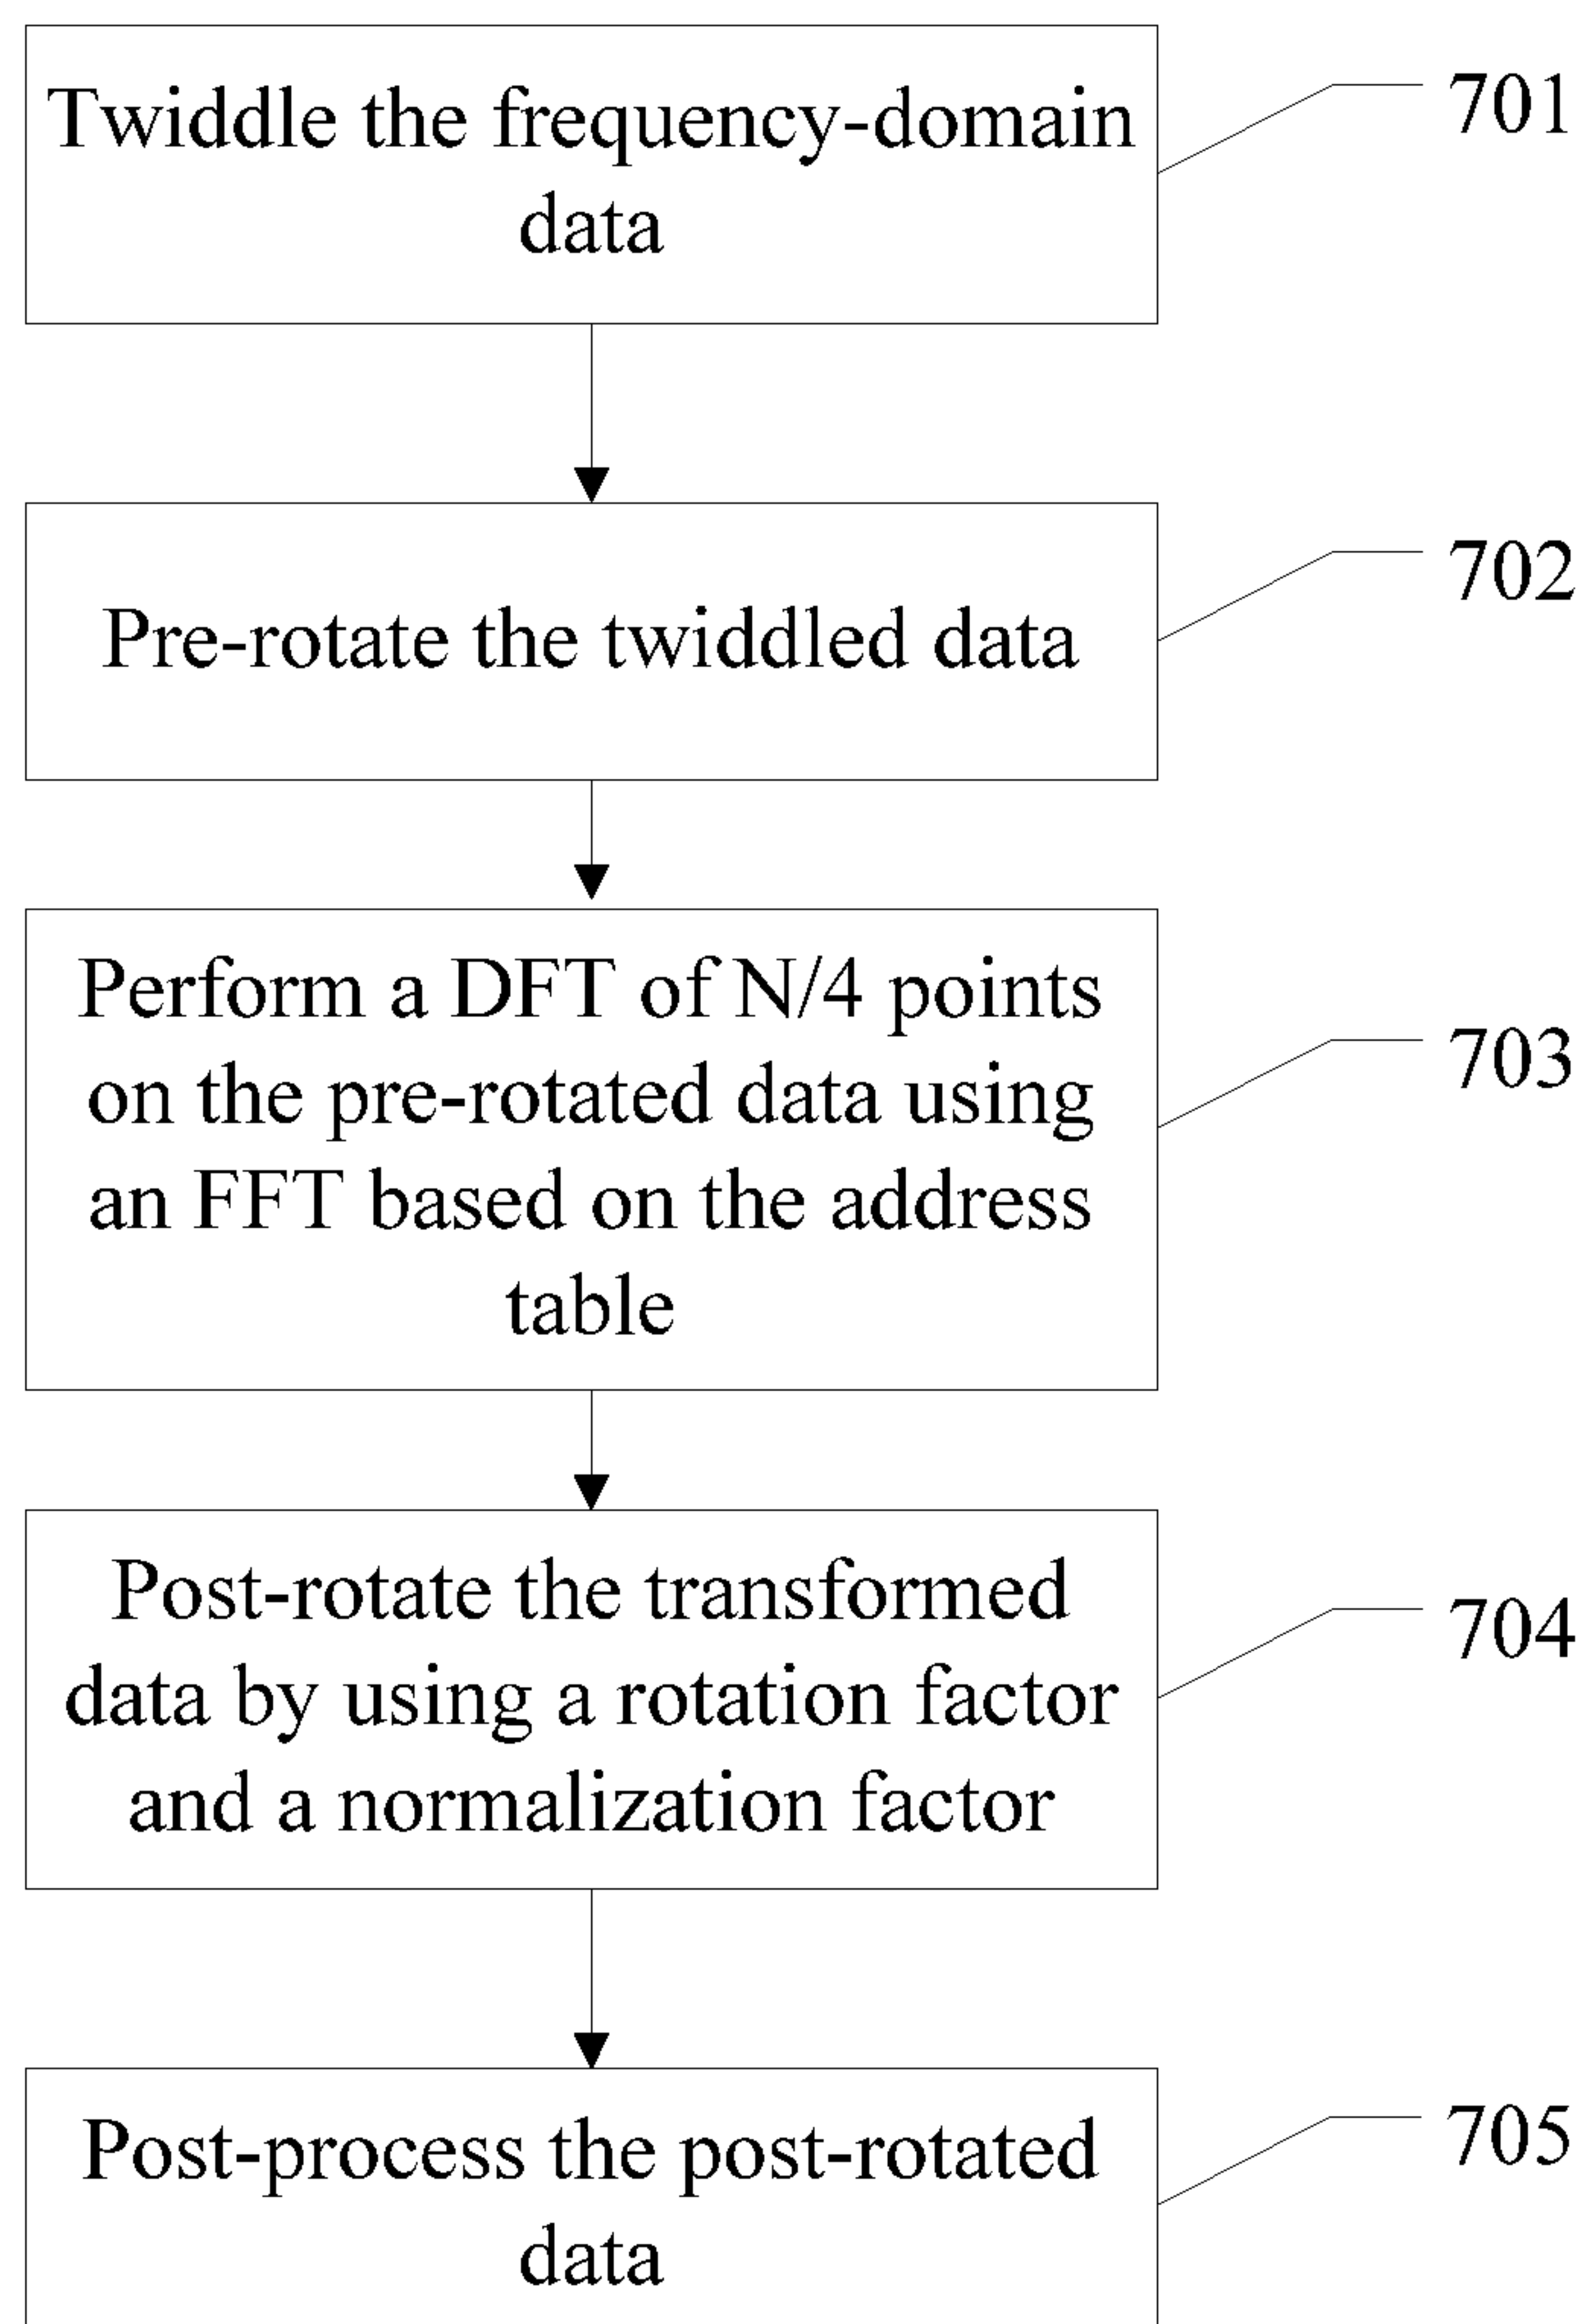 Twiddle the frequency-domain
data
701
Pre-rotate the twiddled data
702
Perform a DFT of N/4 points
on the pre-rotated data using
an FFT based on the address
table
703
Post-rotate the transformed
data by using a rotation factor
and a normalization factor
704
Post-process the post-rotated
data
705